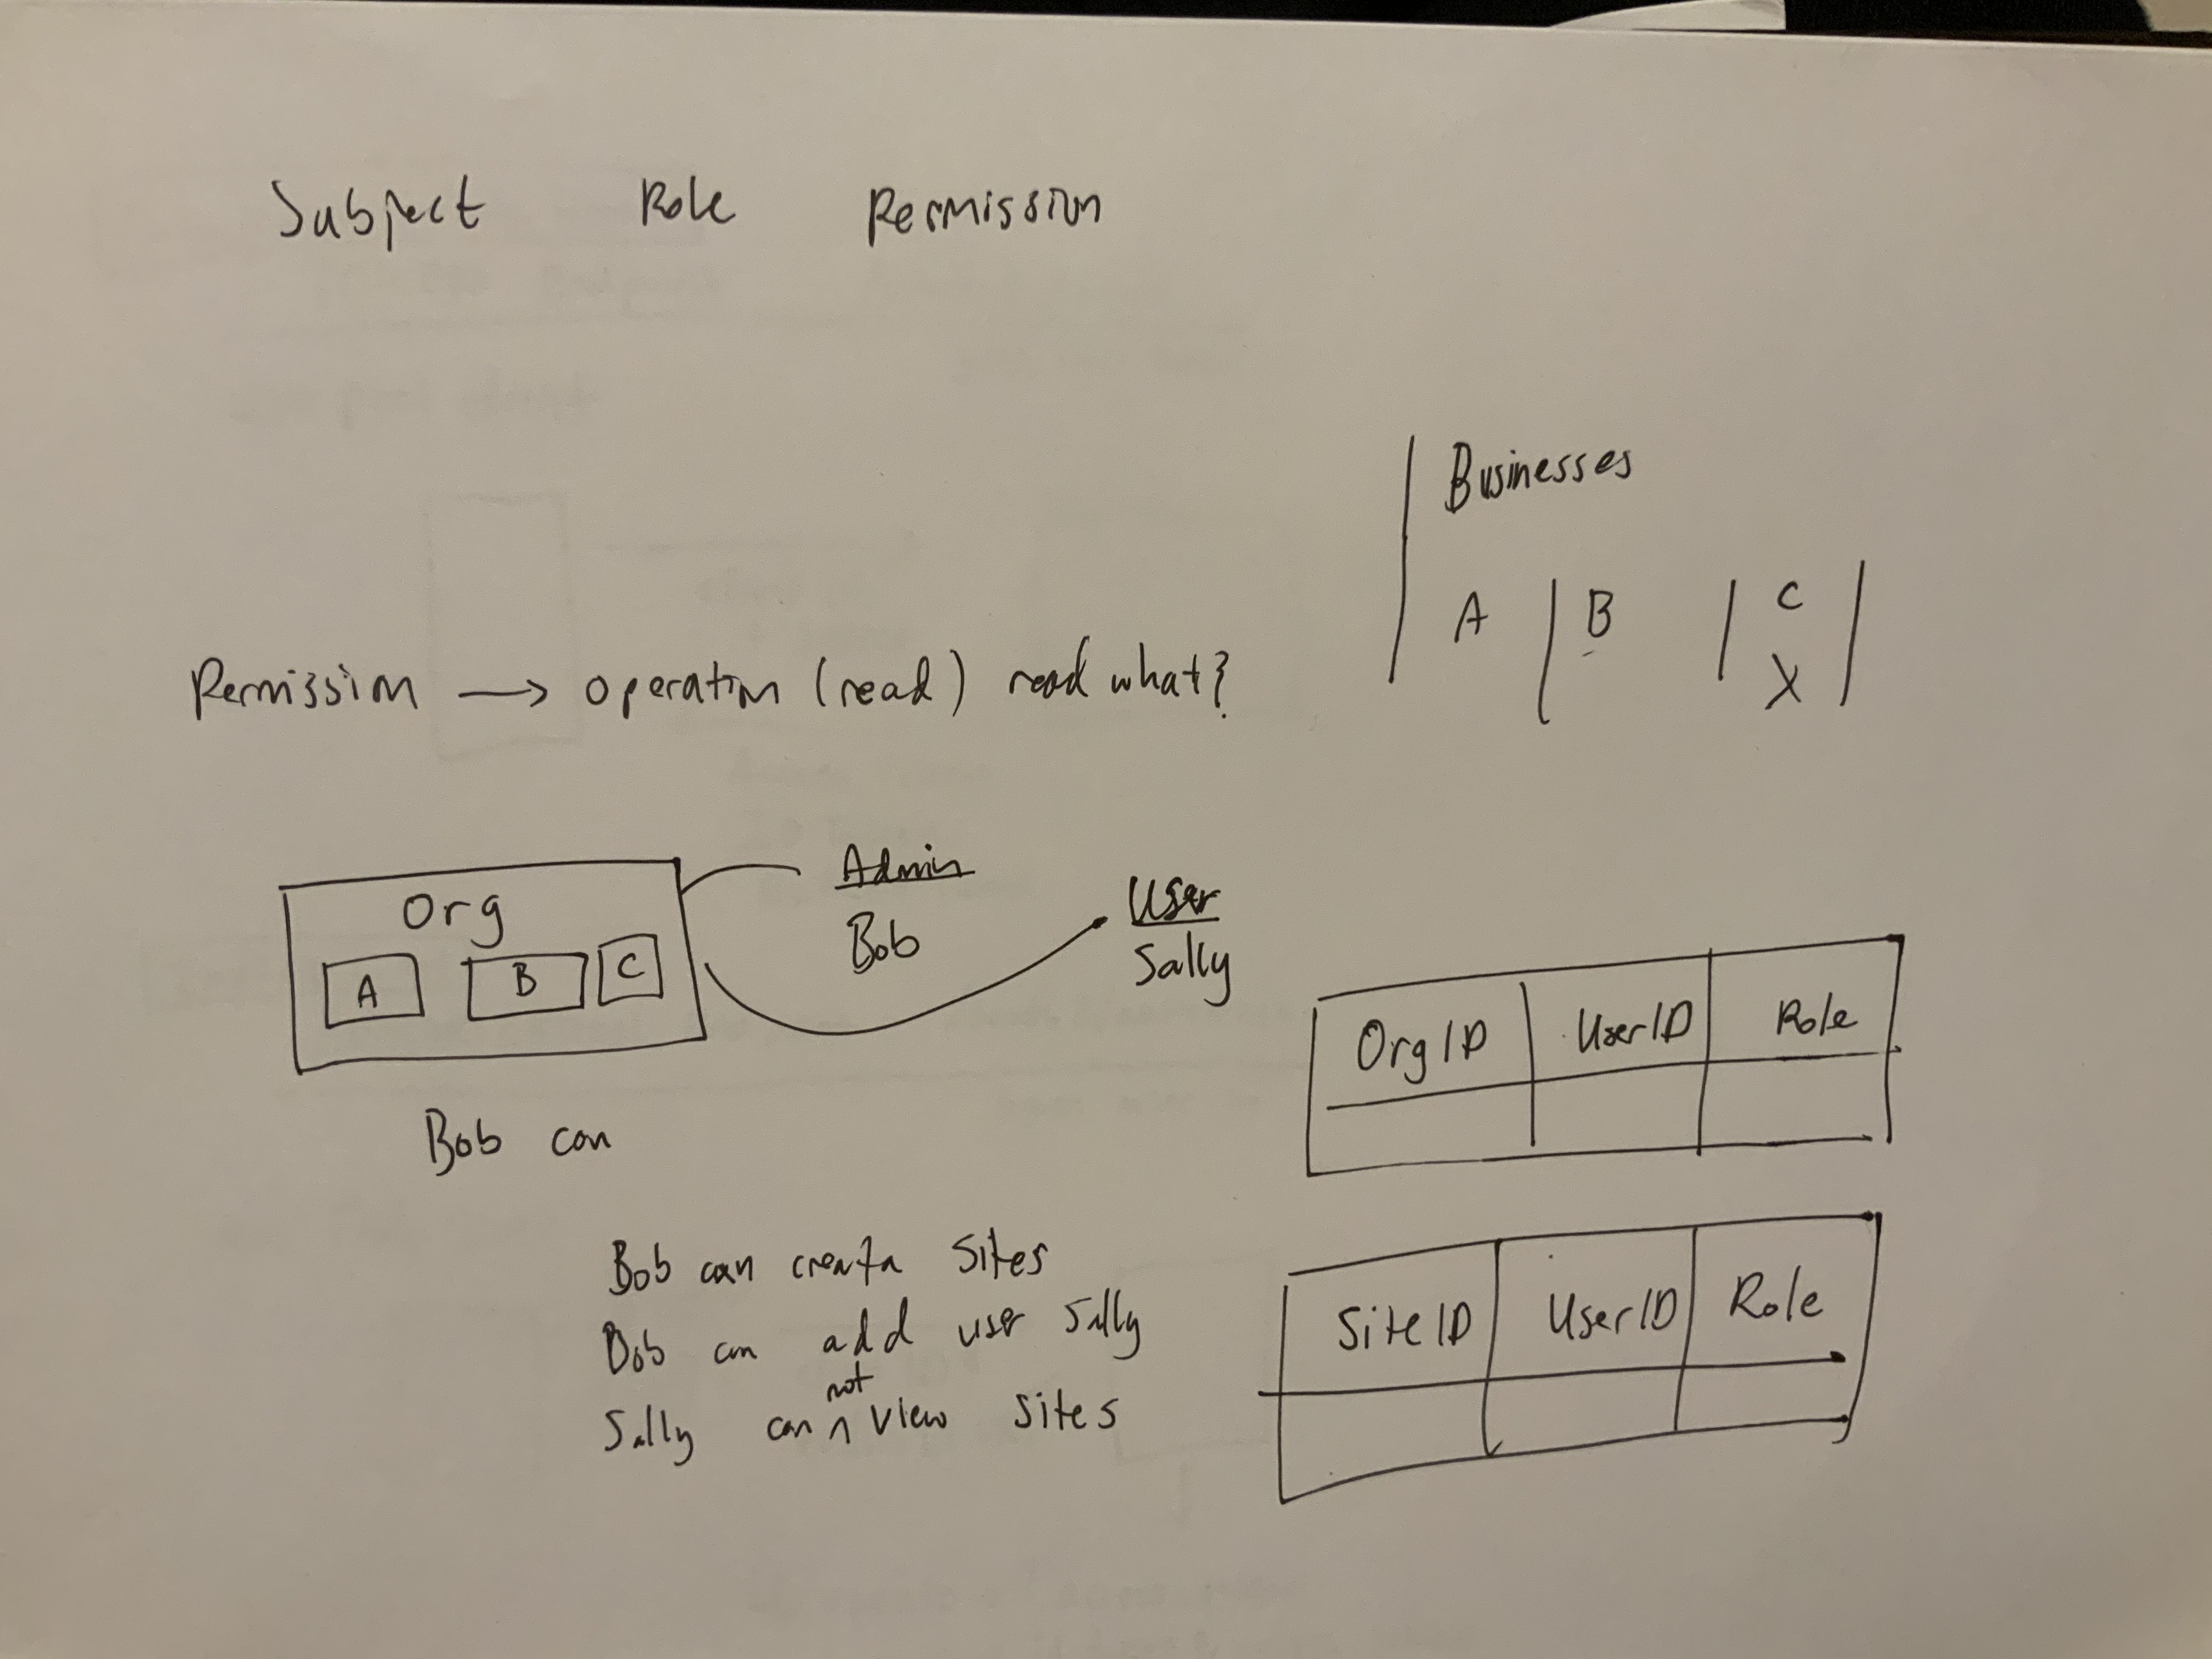 Subject Role Permission
Businesses
A B C
X
Permission → operation (read) read what?
Org
A B C
Admin
Bob
User
Sally
OrgID UserID Role
Bob can
Bob can create Sites
Bob can add user Sally
Sally can not view Sites
SiteID UserID Role